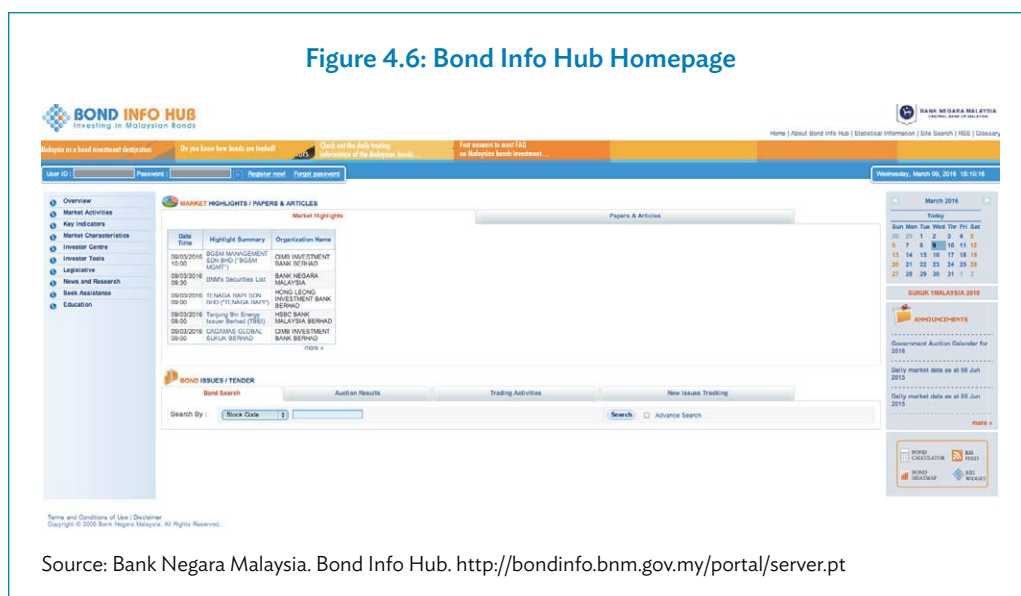 Figure 4.6: Bond Info Hub Homepage
BOND INFO HUB
Investing in Malaysian Bonds
BANK NEGARA MALAYSIA
CENTRAL BANK OF MALAYSIA
Home | About Bond Info Hub | Statistical Information | Site Search | RSS | Glossary
Malaysia as a bond investment destination
Do you know how bonds are traded?
Check out the daily trading
information of the Malaysian bonds...
Fast answers to most FAQ
on Malaysian bonds investment...
User ID : Password : Register now! Forgot password
Wednesday, March 09, 2016 18:10:16
Overview
Market Activities
Key Indicators
Market Characteristics
Investor Centre
Investor Tools
Legislative
News and Research
Seek Assistance
Education
MARKET HIGHLIGHTS / PAPERS & ARTICLES
Market Highlights Papers & Articles
Date Time Highlight Summary Organization Name
09/03/2016 10:00 BGSM MANAGEMENT SDN BHD ("BGSM MGMT") CIMB INVESTMENT BANK BERHAD
09/03/2016 09:30 BNM's Securities List BANK NEGARA MALAYSIA
09/03/2016 09:00 TENAGA RAPI SDN BHD ("TENAGA RAPI") HONG LEONG INVESTMENT BANK BERHAD
09/03/2016 09:00 Tanjung Bin Energy Issuer Berhad (TBEI) HSBC BANK MALAYSIA BERHAD
09/03/2016 09:00 CAGAMAS GLOBAL SUKUK BERHAD CIMB INVESTMENT BANK BERHAD
more »
BOND ISSUES / TENDER
Bond Search Auction Results Trading Activities New Issues Tracking
Search By : Stock Code Search Advance Search
March 2016
Today
Sun Mon Tue Wed Thr Fri Sat
28 29 1 2 3 4 5
6 7 8 9 10 11 12
13 14 15 16 17 18 19
20 21 22 23 24 25 26
27 28 29 30 31 1 2
SUKUK 1MALAYSIA 2010
ANNOUNCEMENTS
Government Auction Calendar for
2016
Daily market data as at 08 Jun
2015
Daily market data as at 05 Jun
2015
more »
BOND CALCULATOR
RSS FEED
BOND HEATMAP
BIH WIDGET
Terms and Conditions of Use | Disclaimer
Copyright © 2006 Bank Negara Malaysia. All Rights Reserved.
Source: Bank Negara Malaysia. Bond Info Hub. http://bondinfo.bnm.gov.my/portal/server.pt